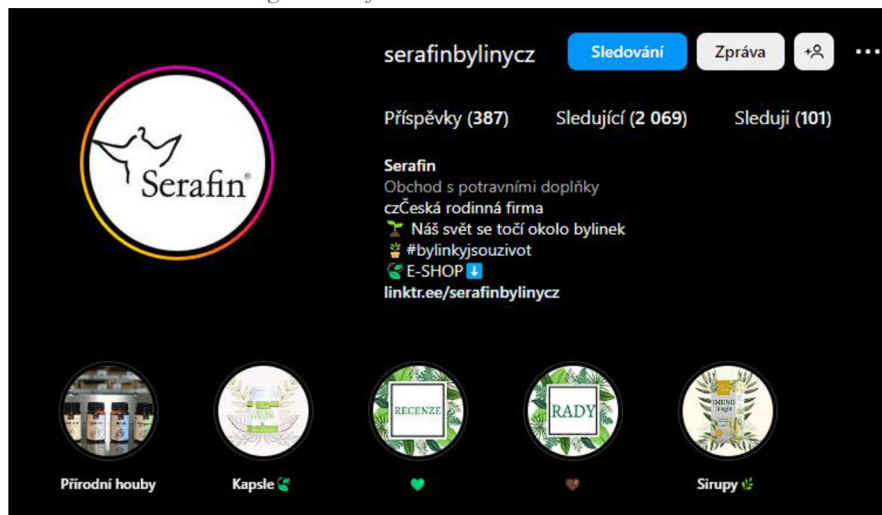 serafinbylinycz
Sledování
Zpráva
Příspěvky (387)
Sledující (2 069)
Sleduji (101)
Serafin®
Serafin
Obchod s potravními doplňky
czČeská rodinná firma
🌱 Náš svět se točí okolo bylinek
🪴 #bylinkyjsouzivot
🍃 E-SHOP ⬇️
linktr.ee/serafinbylinycz
RECENZE
RADY
Přírodní houby
Kapsle 🍃
💚
🤎
Sirupy 🌿